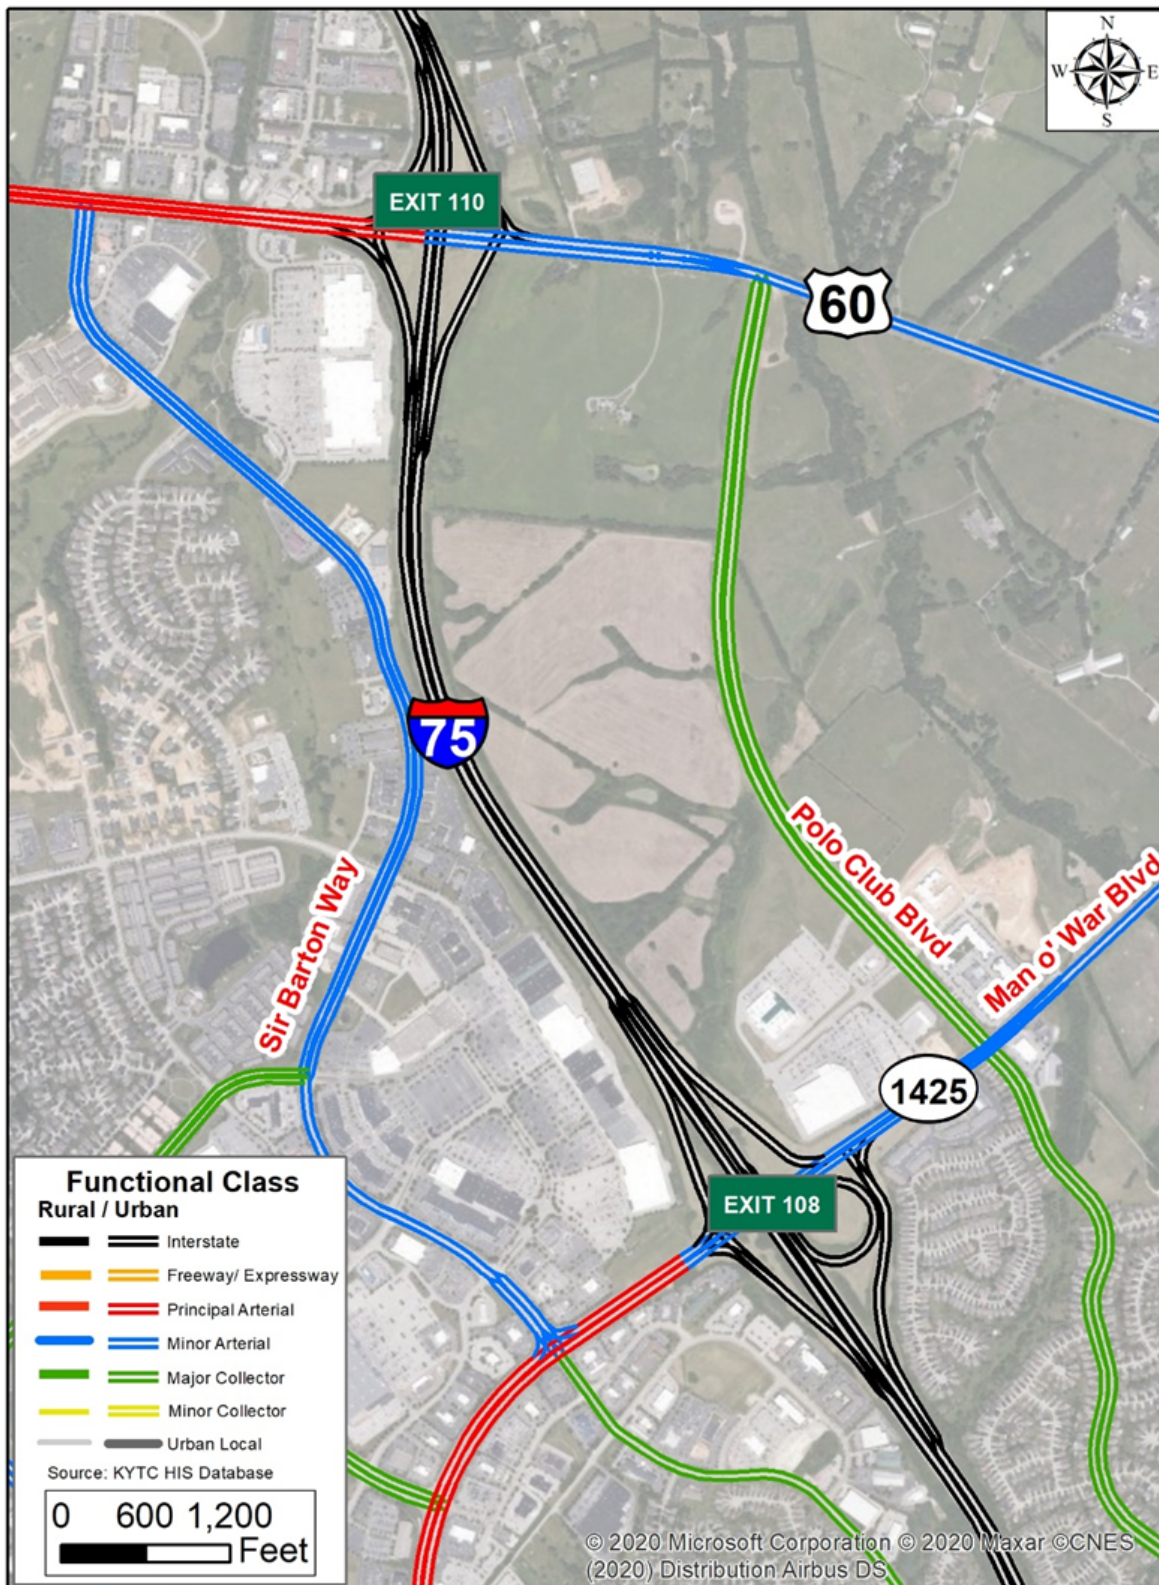 N
W E
S
EXIT 110
60
75
Polo Club Blvd
Man o' War Blvd
Sir Barton Way
1425
EXIT 108
Functional Class
Rural / Urban
Interstate
Freeway/ Expressway
Principal Arterial
Minor Arterial
Major Collector
Minor Collector
Urban Local
Source: KYTC HIS Database
0 600 1,200
Feet
© 2020 Microsoft Corporation © 2020 Maxar ©CNES
(2020) Distribution Airbus DS